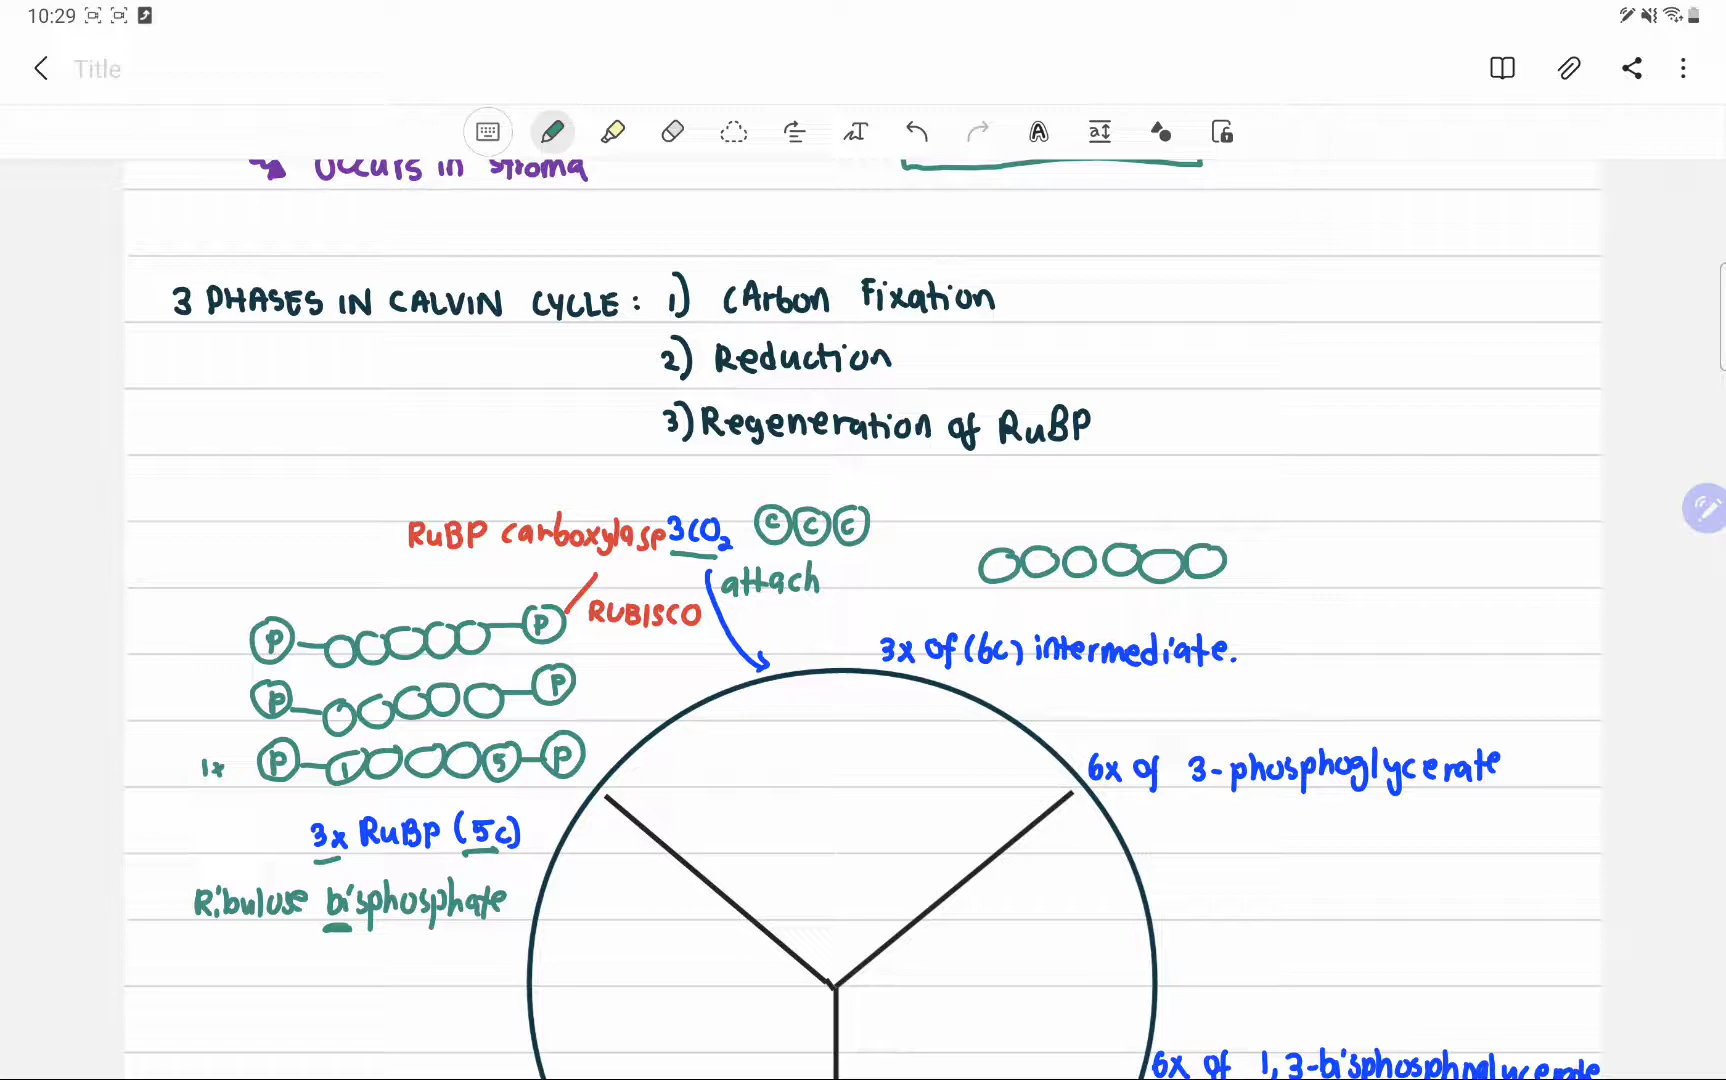 10:29
Title
Occurs in stroma
3 PHASES IN CALVIN CYCLE : 1) CArbon Fixation
2) Reduction
3) Regeneration of RuBP
RuBP carboxylase 3CO2 C C C
attach
RUBISCO
P P
3x of (6c) intermediate.
P P
1x P 1 5 P
6x of 3-phosphoglycerate
3x RuBP (5c)
Ribulose bisphosphate
6x of 1,3-bisphosphoglycerate